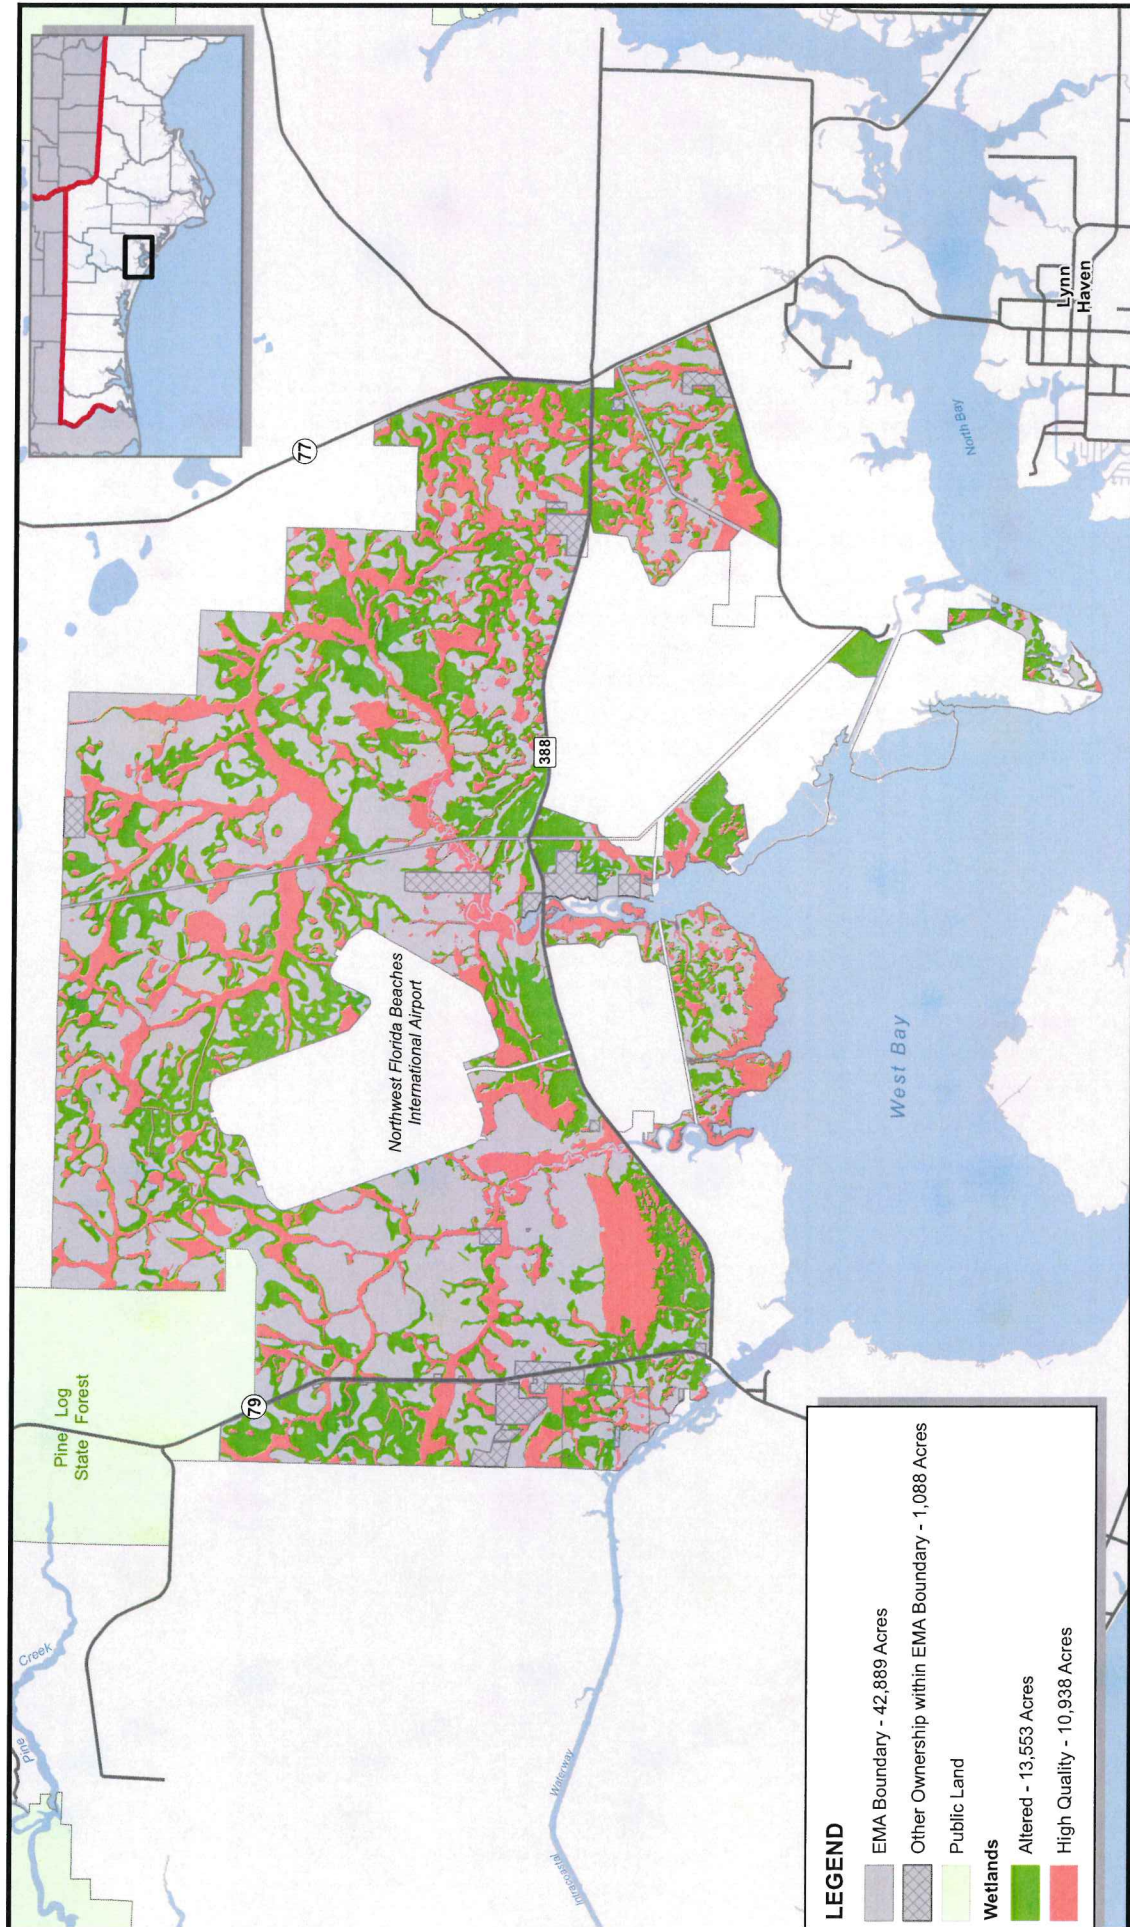 Pine
Creek
Pine Log
State Forest
79
77
Northwest Florida Beaches
International Airport
388
Intracoastal
Waterway
West Bay
North Bay
Lynn
Haven
LEGEND
EMA Boundary - 42,889 Acres
Other Ownership within EMA Boundary - 1,088 Acres
Public Land
Wetlands
Altered - 13,553 Acres
High Quality - 10,938 Acres